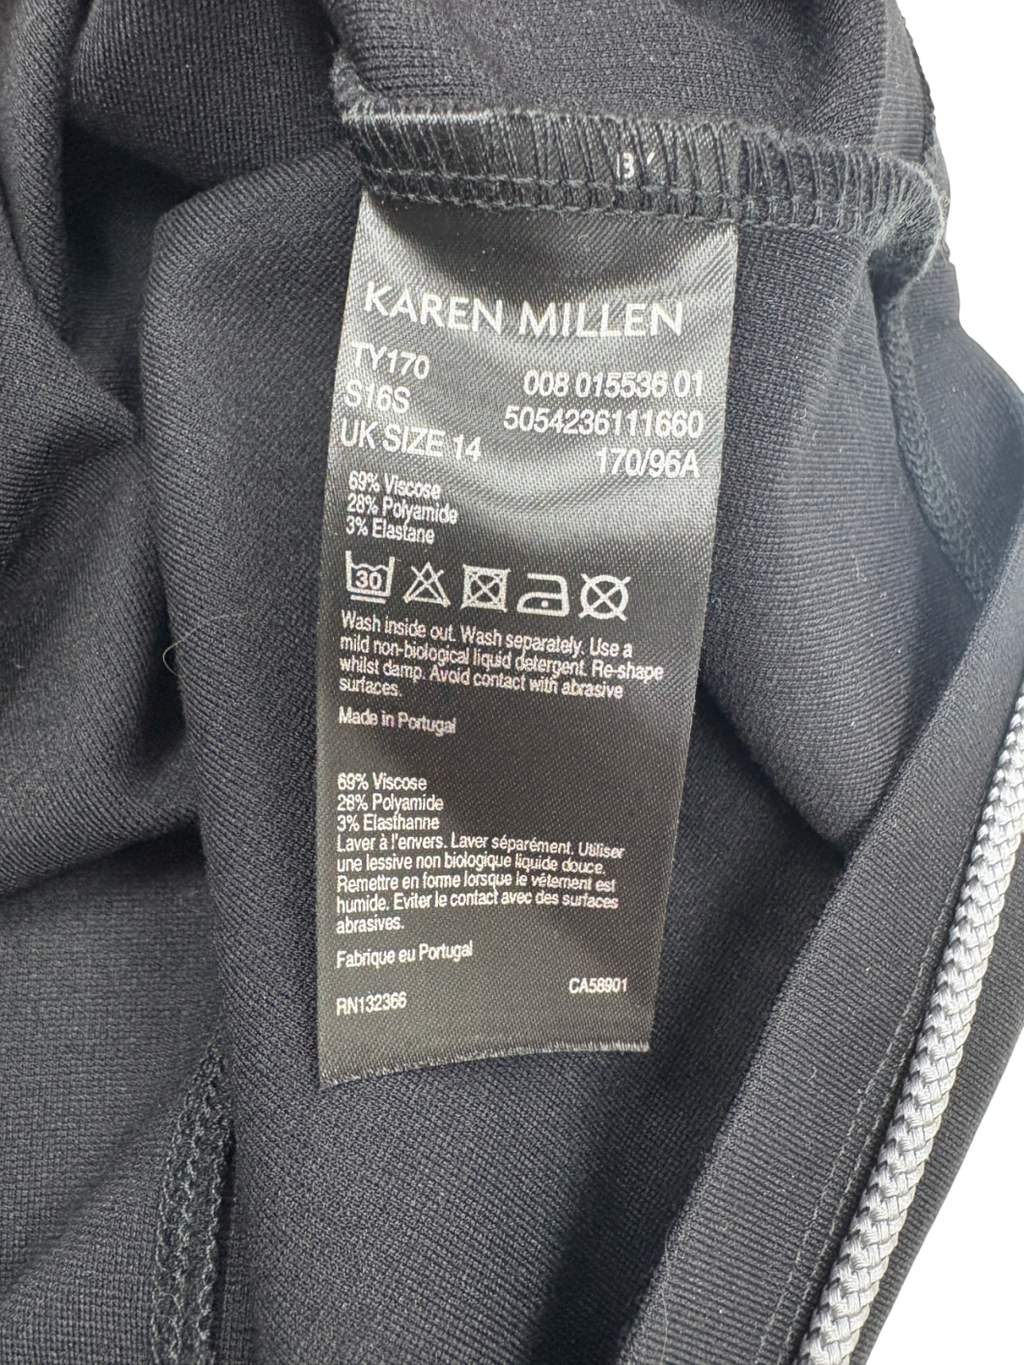 KAREN MILLEN
TY170 008 015536 01
S16S 5054236111660
UK SIZE 14 170/96A
69% Viscose
28% Polyamide
3% Elastane
30
Wash inside out. Wash separately. Use a
mild non-biological liquid detergent. Re-shape
whilst damp. Avoid contact with abrasive
surfaces.
Made in Portugal
69% Viscose
28% Polyamide
3% Elasthanne
Laver à l'envers. Laver séparément. Utiliser
une lessive non biologique liquide douce.
Remettre en forme lorsque le vêtement est
humide. Eviter le contact avec des surfaces
abrasives.
Fabrique eu Portugal
RN132366 CA58901